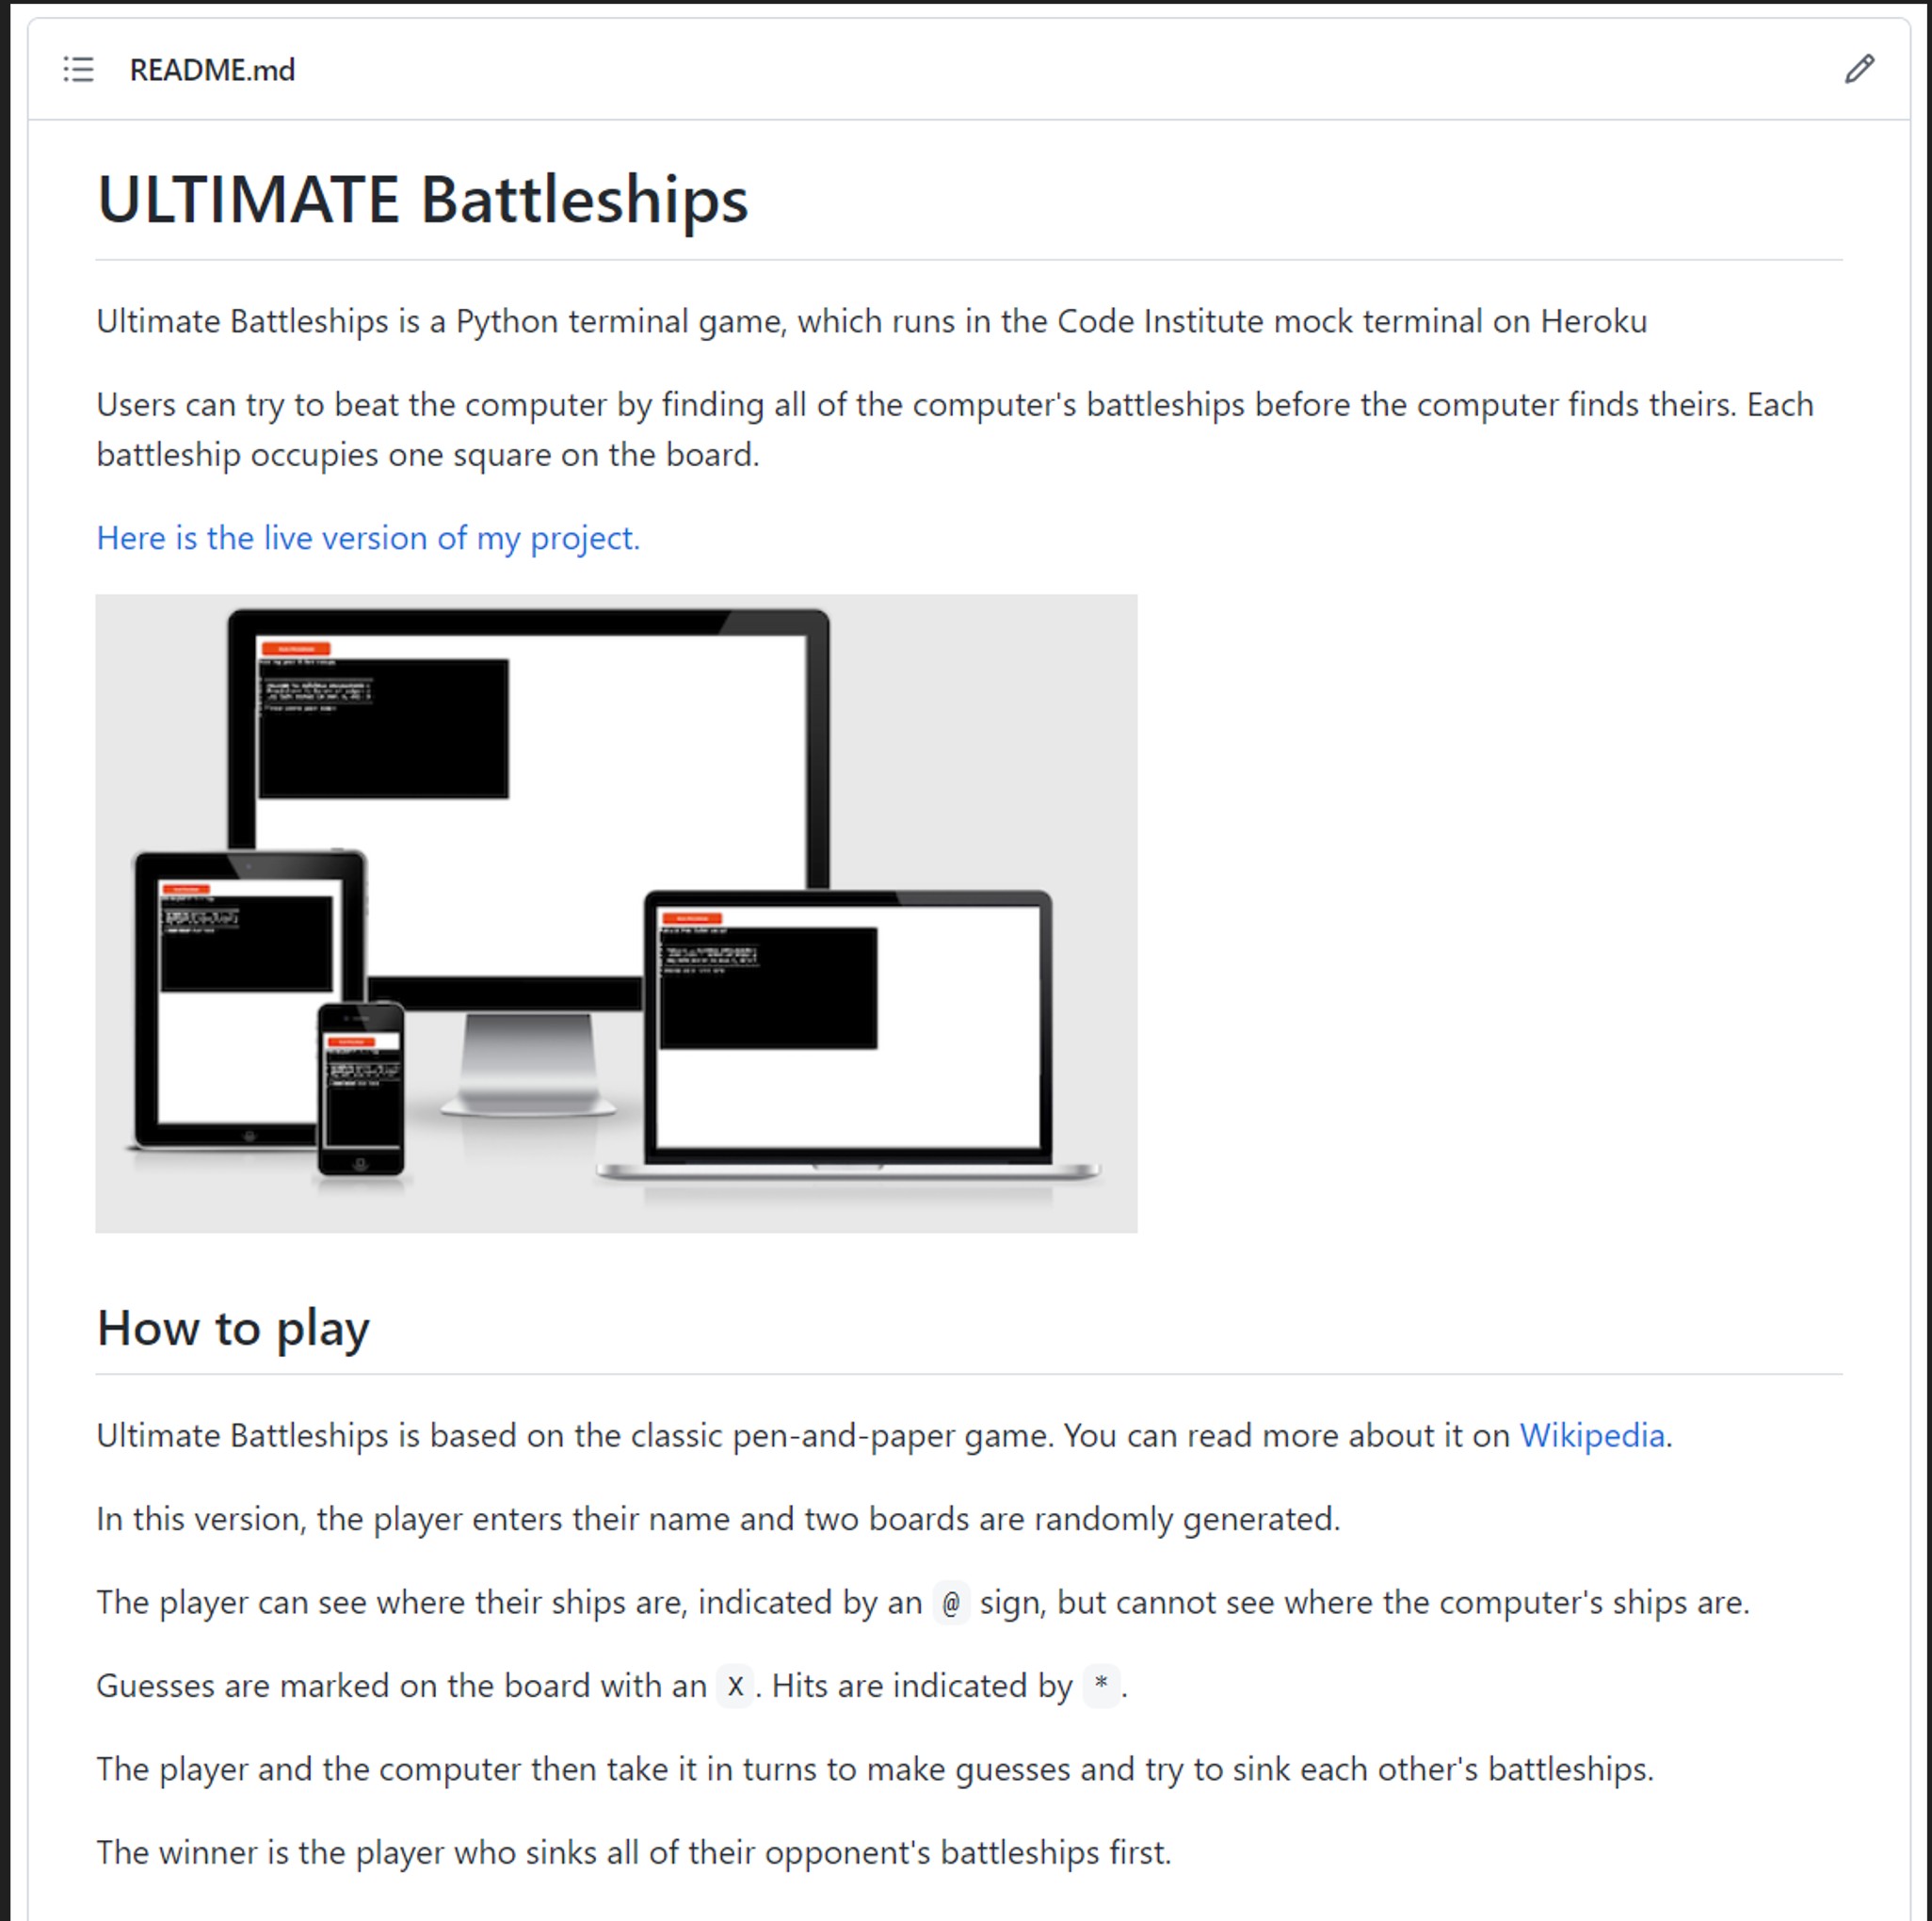 README.md
ULTIMATE Battleships
Ultimate Battleships is a Python terminal game, which runs in the Code Institute mock terminal on Heroku
Users can try to beat the computer by finding all of the computer's battleships before the computer finds theirs. Each
battleship occupies one square on the board.
Here is the live version of my project.
How to play
Ultimate Battleships is based on the classic pen-and-paper game. You can read more about it on Wikipedia.
In this version, the player enters their name and two boards are randomly generated.
The player can see where their ships are, indicated by an @ sign, but cannot see where the computer's ships are.
Guesses are marked on the board with an X. Hits are indicated by *.
The player and the computer then take it in turns to make guesses and try to sink each other's battleships.
The winner is the player who sinks all of their opponent's battleships first.